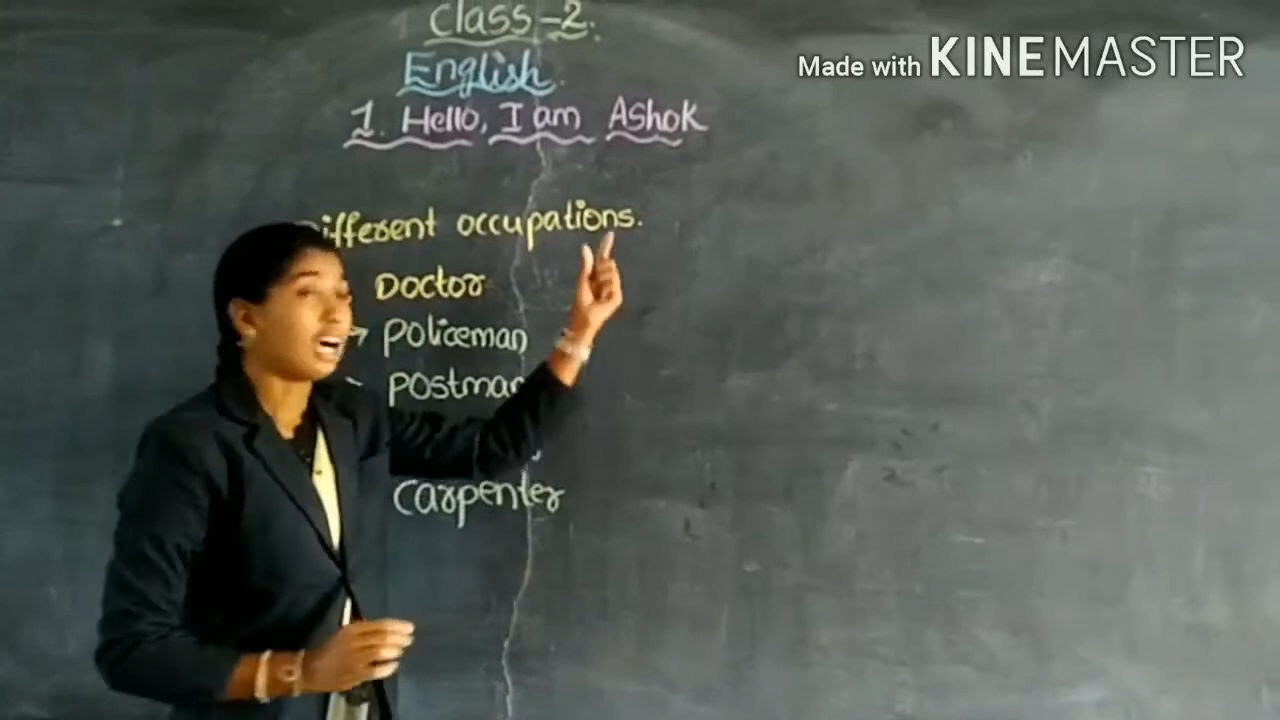 Class-2.
Made with KINEMASTER
English.
1. Hello, I am Ashok
Different occupations.
Doctor
→ Policeman
Postman
Carpenter